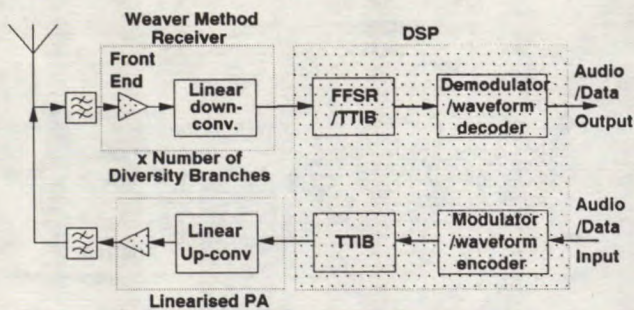 Weaver Method
Receiver
DSP
Front
End
Linear
down-
conv.
FFSR
/TTIB
Demodulator
/waveform
decoder
Audio
/Data
Output
x Number of
Diversity Branches
Linear
Up-conv
TTIB
Modulator
/waveform
encoder
Audio
/Data
Input
Linearised PA